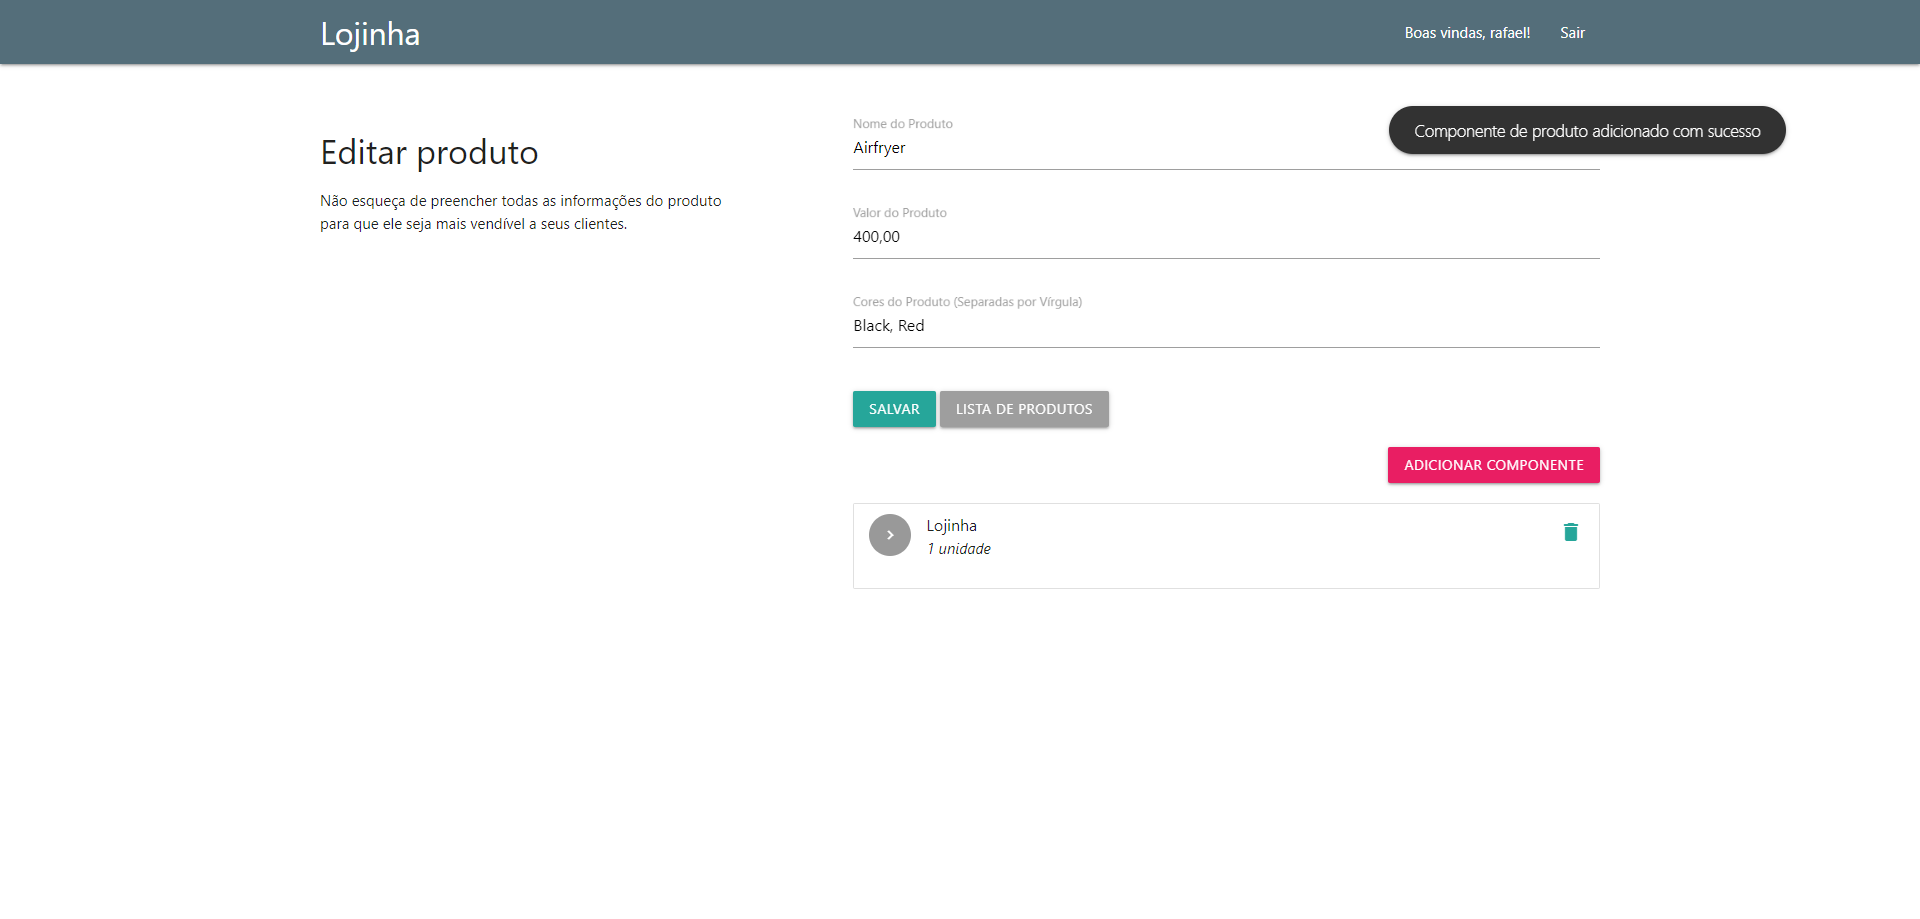 Lojinha
Boas vindas, rafael!
Sair
Editar produto
Não esqueça de preencher todas as informações do produto
para que ele seja mais vendível a seus clientes.
Componente de produto adicionado com sucesso
Nome do Produto
Airfryer
Valor do Produto
400,00
Cores do Produto (Separadas por Vírgula)
Black, Red
SALVAR
LISTA DE PRODUTOS
ADICIONAR COMPONENTE
Lojinha
1 unidade